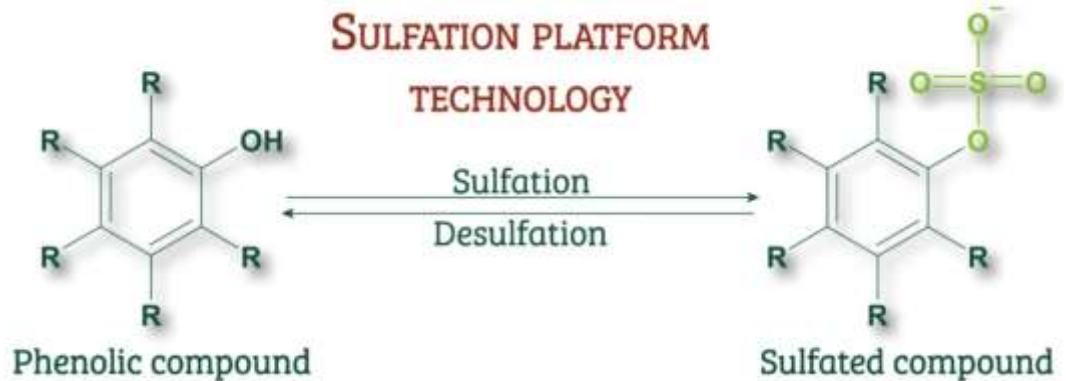 SULFATION PLATFORM
TECHNOLOGY
R
R
OH
R
R
R
Phenolic compound
Sulfation
Desulfation
O⁻
O
S
O
O
R
R
R
R
R
Sulfated compound